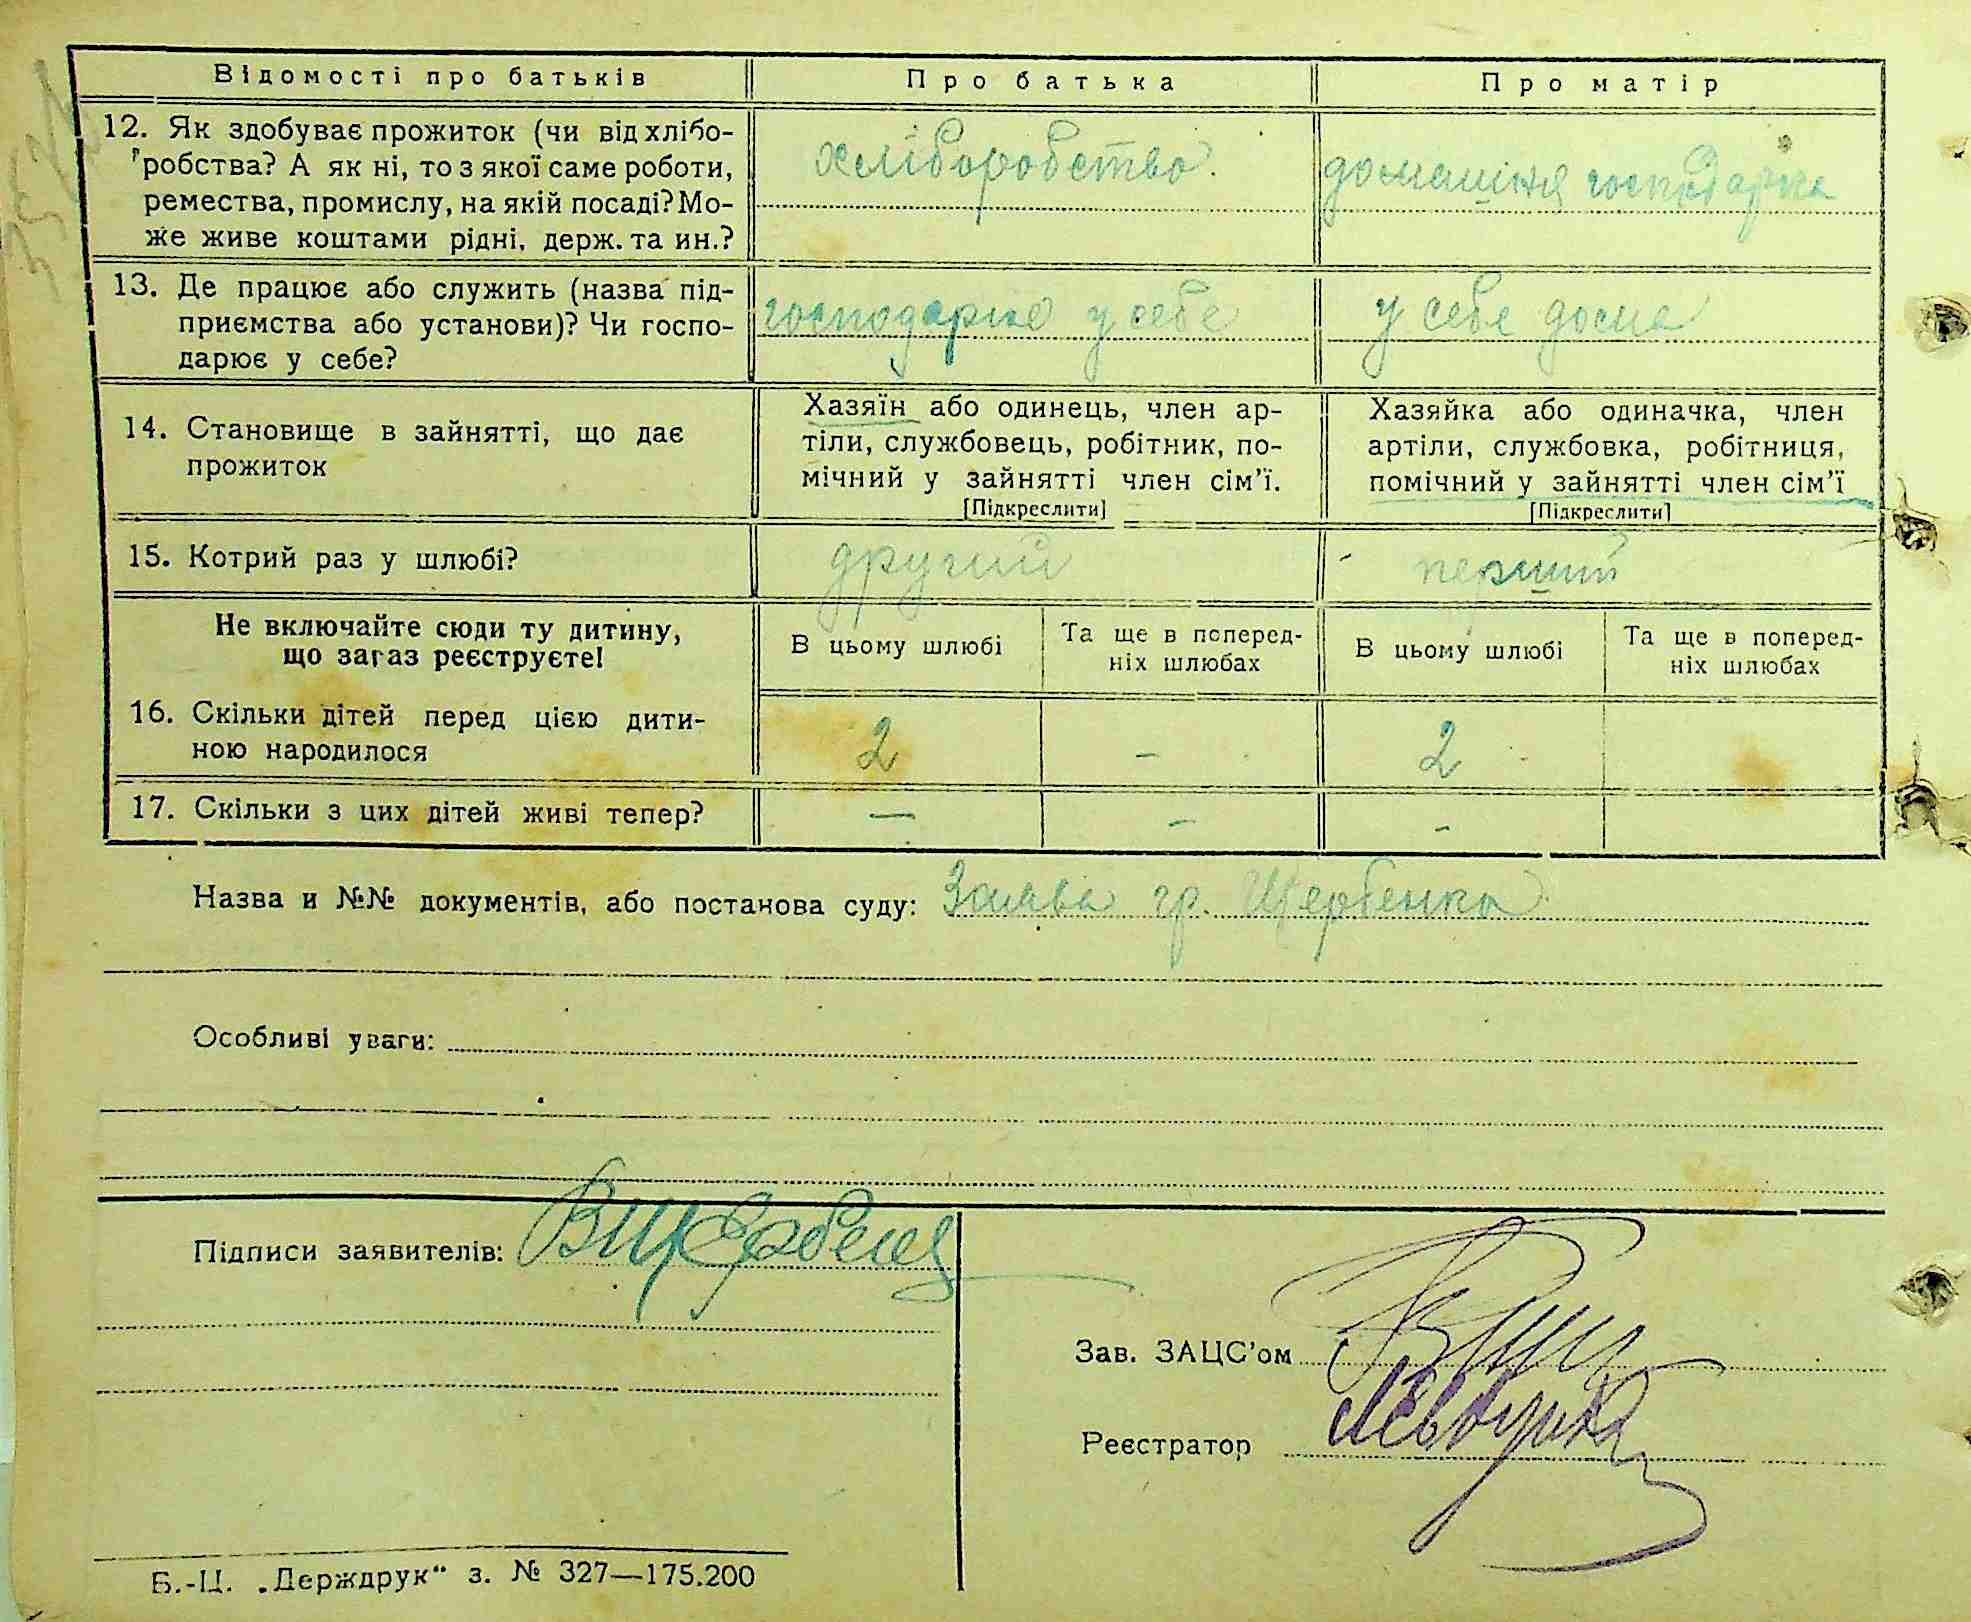 Відомості про батьків Про батька Про матір
12. Як здобуває прожиток (чи від хлібо-
робства? А як ні, то з якої саме роботи,
ремества, промислу, на якій посаді? Мо-
же живе коштами рідні, держ. та ин.?
хліборобство.
домашня господарка
13. Де працює або служить (назва під-
приємства або установи)? Чи госпо-
дарює у себе?
господарює у себе
у себе дома
14. Становище в зайнятті, що дає
прожиток
Хазяїн або одинець, член ар-
тіли, службовець, робітник, по-
мічний у зайнятті член сім'ї.
[Підкреслити]
Хазяйка або одиначка, член
артіли, службовка, робітниця,
помічний у зайнятті член сім'ї
[Підкреслити]
15. Котрий раз у шлюбі? другий перший
Не включайте сюди ту дитину,
що зараз реєструєте!
В цьому шлюбі
Та ще в поперед-
ніх шлюбах
В цьому шлюбі
Та ще в поперед-
ніх шлюбах
16. Скільки дітей перед цією дити-
ною народилося
2 - 2
17. Скільки з цих дітей живі тепер? — - -
Назва и №№ документів, або постанова суду: Заява гр. Щербенко
Особливі уваги:
Підписи заявителів:
Зав. ЗАЦС'ом
Реєстратор
Б.-Ц. „Держдрук“ з. № 327—175.200